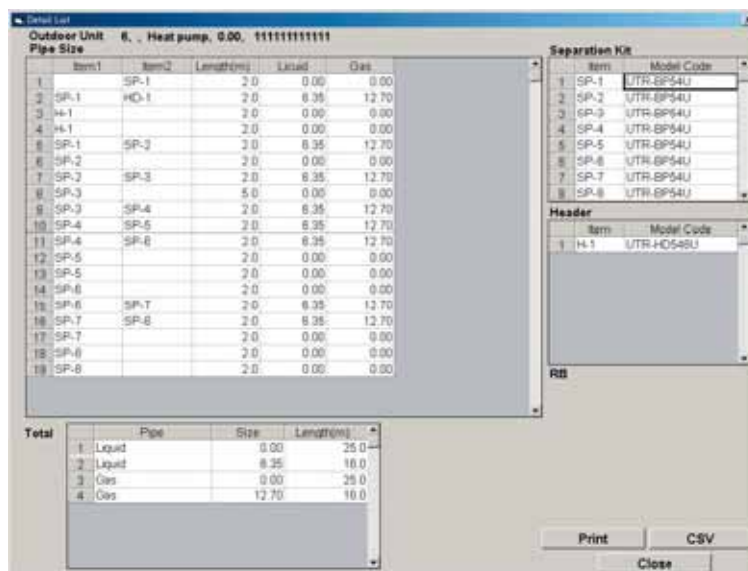 Detail List
Outdoor Unit 6, , Heat pump, 0.00, 111111111111
Pipe Size
Item1 Item2 Length(m) Liquid Gas
1 SP-1 2.0 0.00 0.00
2 SP-1 HD-1 2.0 6.35 12.70
3 H-1 2.0 0.00 0.00
4 H-1 2.0 0.00 0.00
5 SP-1 SP-2 2.0 6.35 12.70
6 SP-2 2.0 0.00 0.00
7 SP-2 SP-3 2.0 6.35 12.70
8 SP-3 5.0 0.00 0.00
9 SP-3 SP-4 2.0 6.35 12.70
10 SP-4 SP-5 2.0 6.35 12.70
11 SP-4 SP-6 2.0 6.35 12.70
12 SP-5 2.0 0.00 0.00
13 SP-5 2.0 0.00 0.00
14 SP-6 2.0 0.00 0.00
15 SP-6 SP-7 2.0 6.35 12.70
16 SP-7 SP-8 2.0 6.35 12.70
17 SP-7 2.0 0.00 0.00
18 SP-8 2.0 0.00 0.00
19 SP-8 2.0 0.00 0.00
Separation Kit
Item Model Code
1 SP-1 UTR-BP54U
2 SP-2 UTR-BP54U
3 SP-3 UTR-BP54U
4 SP-4 UTR-BP54U
5 SP-5 UTR-BP54U
6 SP-6 UTR-BP54U
7 SP-7 UTR-BP54U
8 SP-8 UTR-BP54U
Header
Item Model Code
1 H-1 UTR-HD546U
RB
Total
Pipe Size Length(m)
1 Liquid 0.00 25.0
2 Liquid 6.35 16.0
3 Gas 0.00 25.0
4 Gas 12.70 16.0
Print CSV
Close